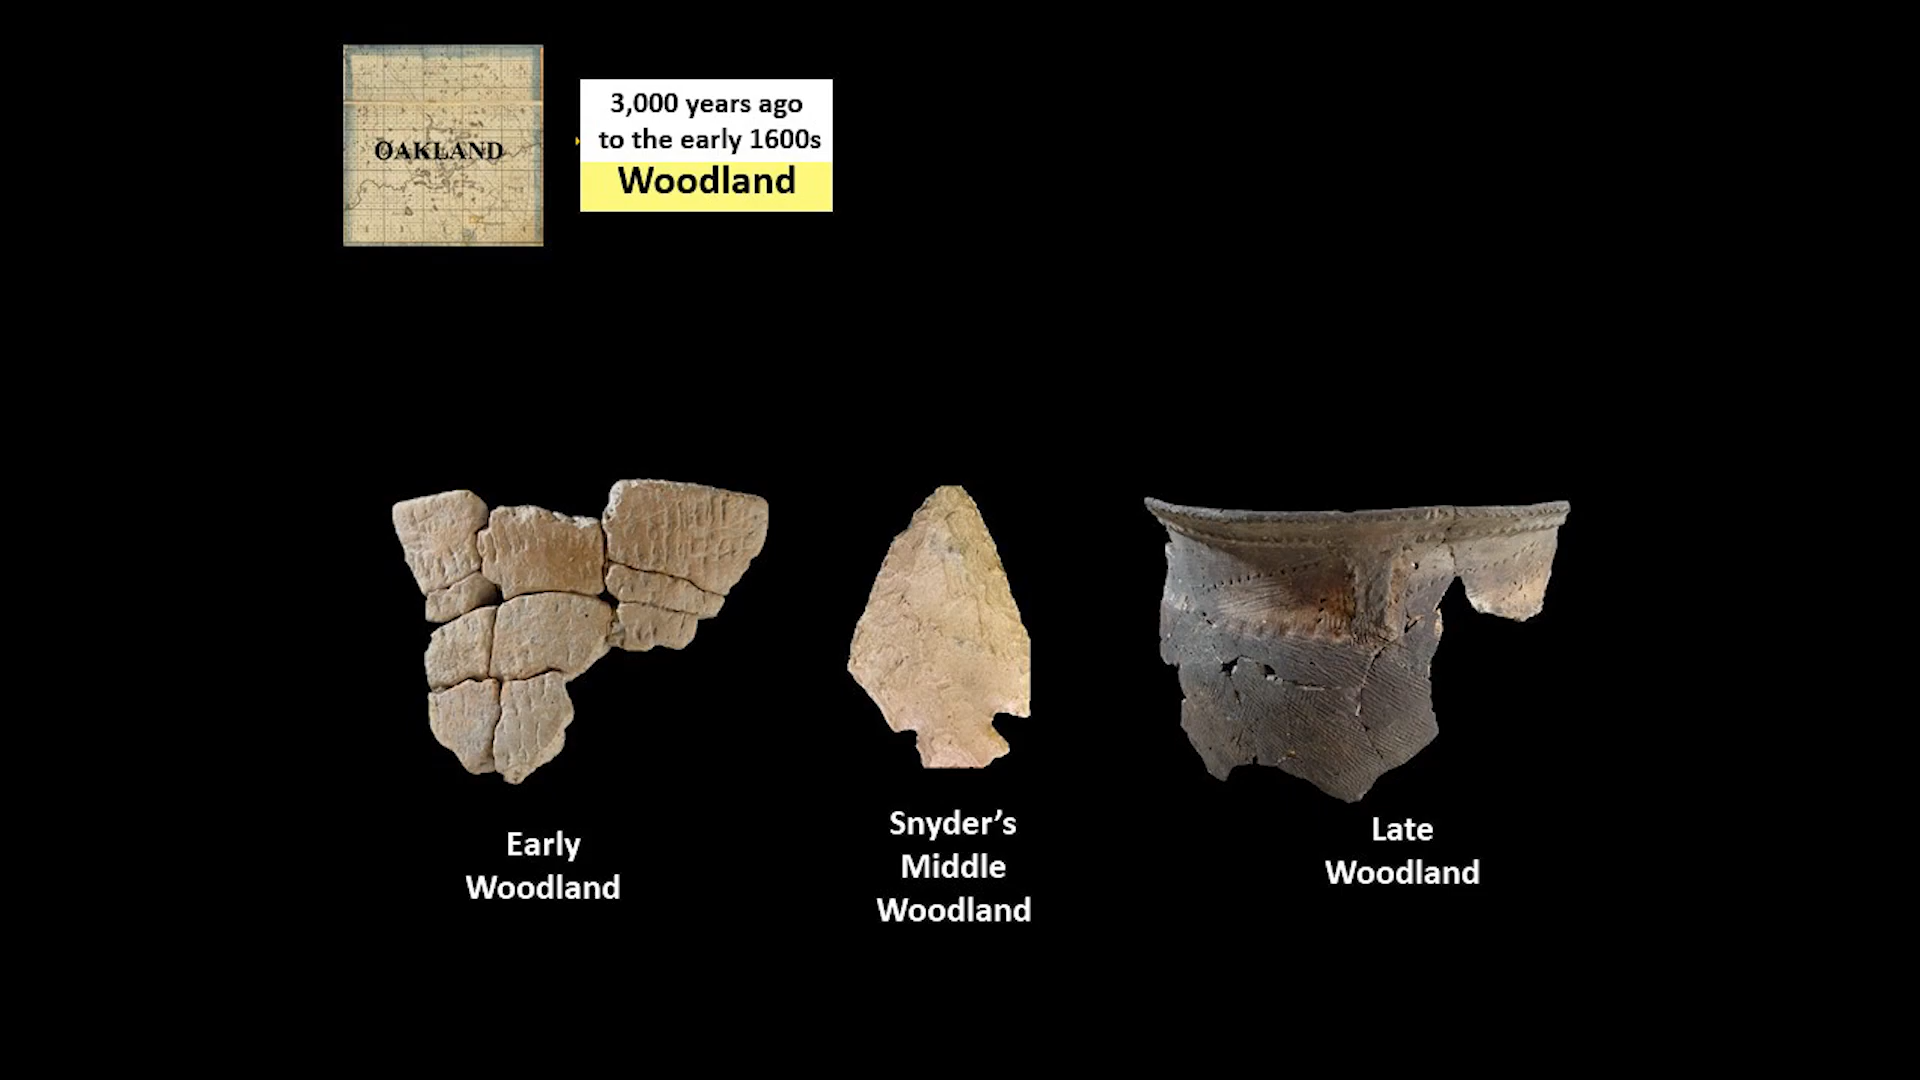 OAKLAND
3,000 years ago
to the early 1600s
Woodland
Early
Woodland
Snyder’s
Middle
Woodland
Late
Woodland